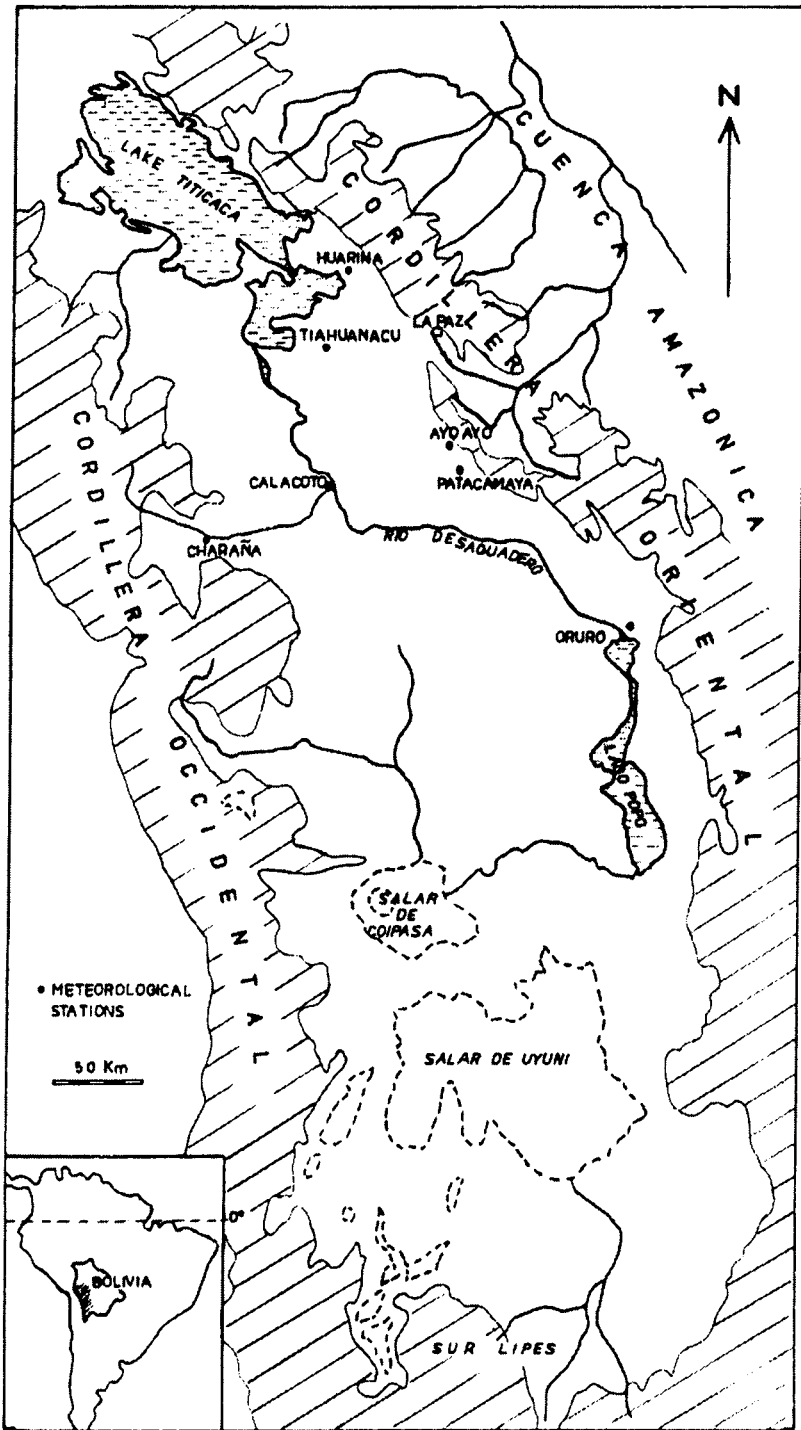 N
CUENCA AMAZONICA
LAKE TITICACA
CORDILLERA ORIENTAL
HUARINA
LA PAZ
TIAHUANACU
AYO AYO
PATACAMAYA
CALACOTO
CHARAÑA
RIO DESAGUADERO
CORDILLERA OCCIDENTAL
ORURO
LAGO POPO
SALAR
DE
COIPASA
• METEOROLOGICAL
STATIONS
50 Km
SALAR DE UYUNI
0°
BOLIVIA
SUR LIPES